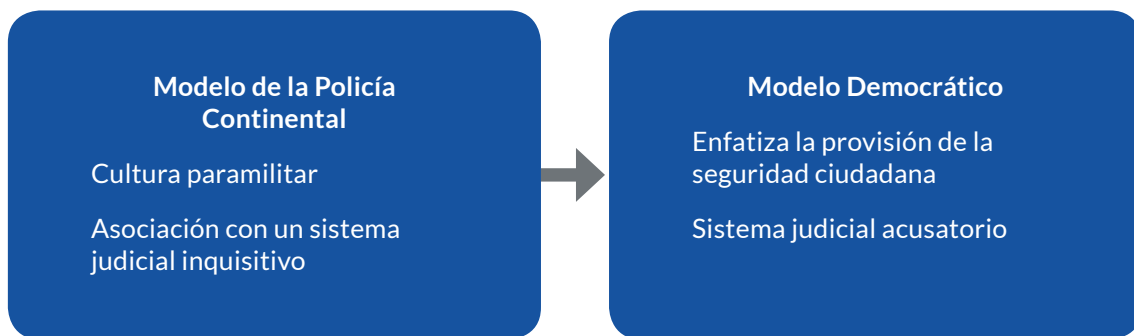 Modelo de la Policía
Continental
Cultura paramilitar
Asociación con un sistema
judicial inquisitivo
Modelo Democrático
Enfatiza la provisión de la
seguridad ciudadana
Sistema judicial acusatorio